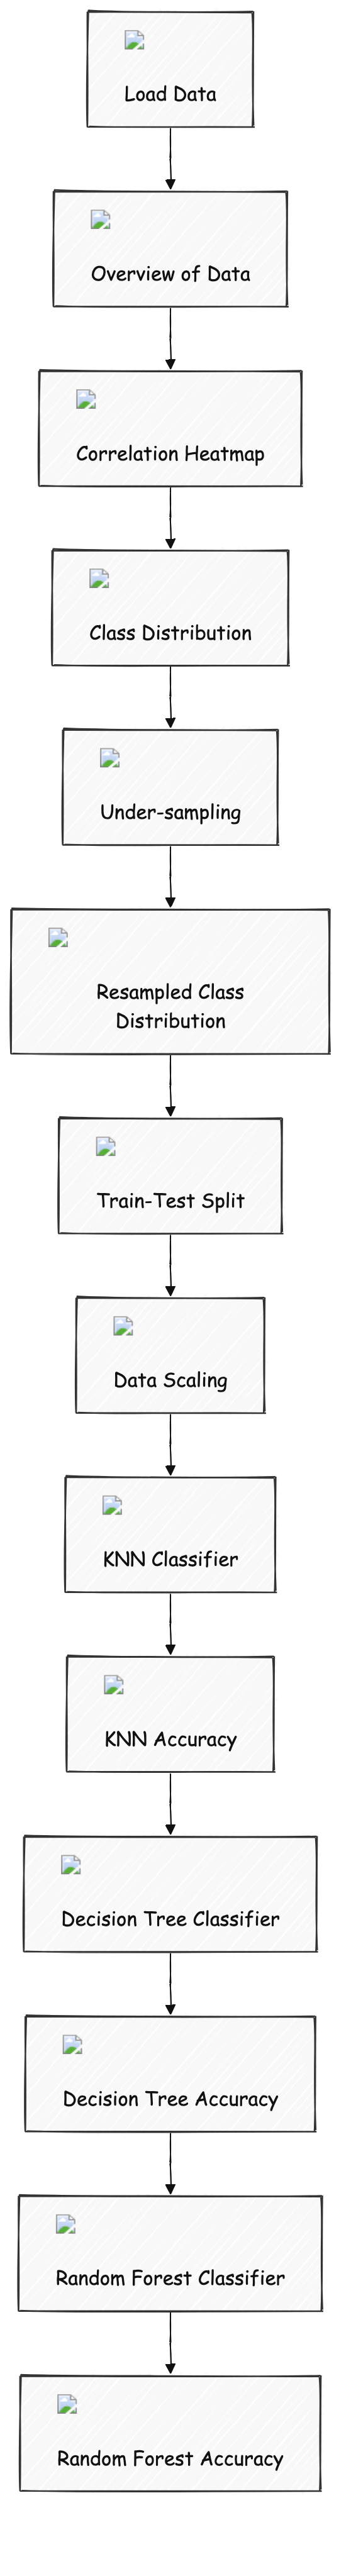 Load Data
Overview of Data
Correlation Heatmap
Class Distribution
Under-sampling
Resampled Class
Distribution
Train-Test Split
Data Scaling
KNN Classifier
KNN Accuracy
Decision Tree Classifier
Decision Tree Accuracy
Random Forest Classifier
Random Forest Accuracy